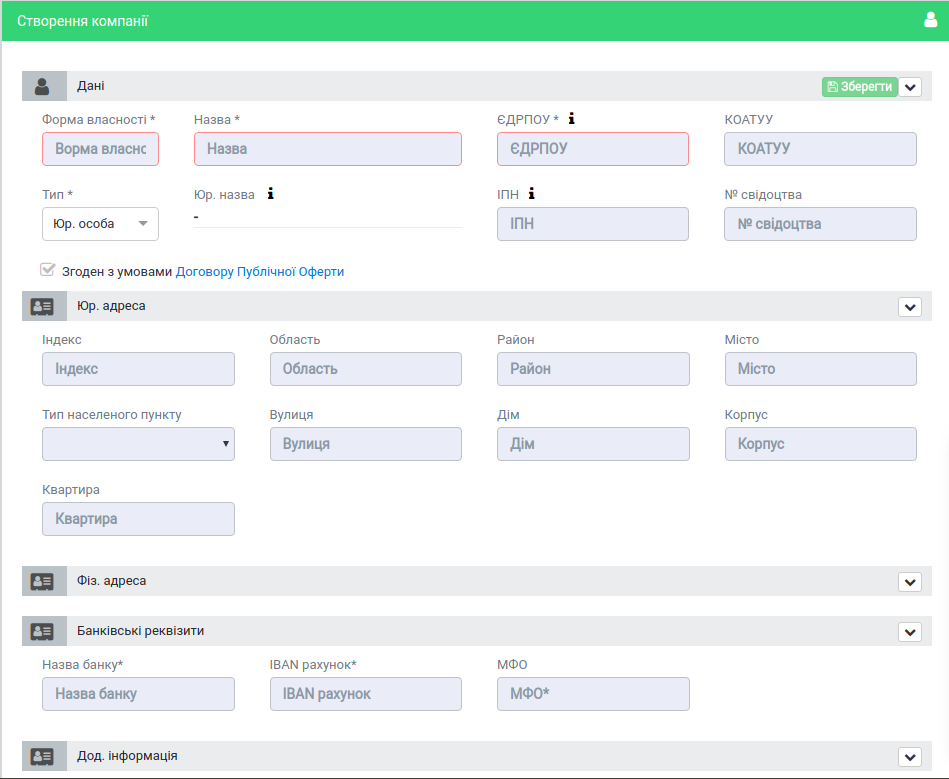 Створення компанії
Дані
Зберегти
Форма власності * Назва * ЄДРПОУ * КОАТУУ
Ворма власнс Назва ЄДРПОУ КОАТУУ
Тип * Юр. назва ІПН № свідоцтва
Юр. особа - ІПН № свідоцтва
Згоден з умовами Договору Публічної Оферти
Юр. адреса
Індекс Область Район Місто
Індекс Область Район Місто
Тип населеного пункту Вулиця Дім Корпус
Вулиця Дім Корпус
Квартира
Квартира
Фіз. адреса
Банківські реквізити
Назва банку* IBAN рахунок* МФО
Назва банку IBAN рахунок МФО*
Дод. інформація